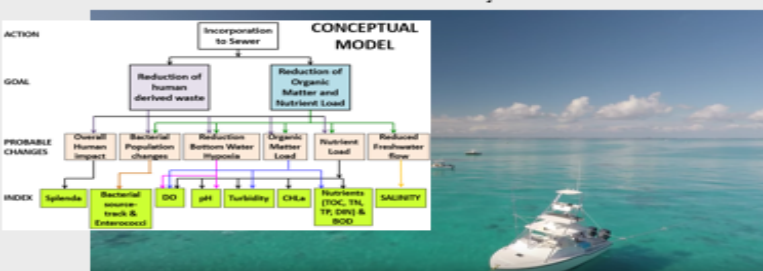 CONCEPTUAL
MODEL
ACTION
Incorporation
to Sewer
GOAL
Reduction of
human
derived waste
Reduction of
Organic
Matter and
Nutrient Load
PROBABLE
CHANGES
Overall
Human
impact
Bacterial
Population
changes
Reduction
Bottom Water
Hypoxia
Organic
Matter
Load
Nutrient
Load
Reduced
Freshwater
flow
INDEX
Splenda
Bacterial
source-
track &
Enterococci
DO
pH
Turbidity
CHLa
Nutrients
(TOC, TN,
TP, DIN) &
BOD
SALINITY